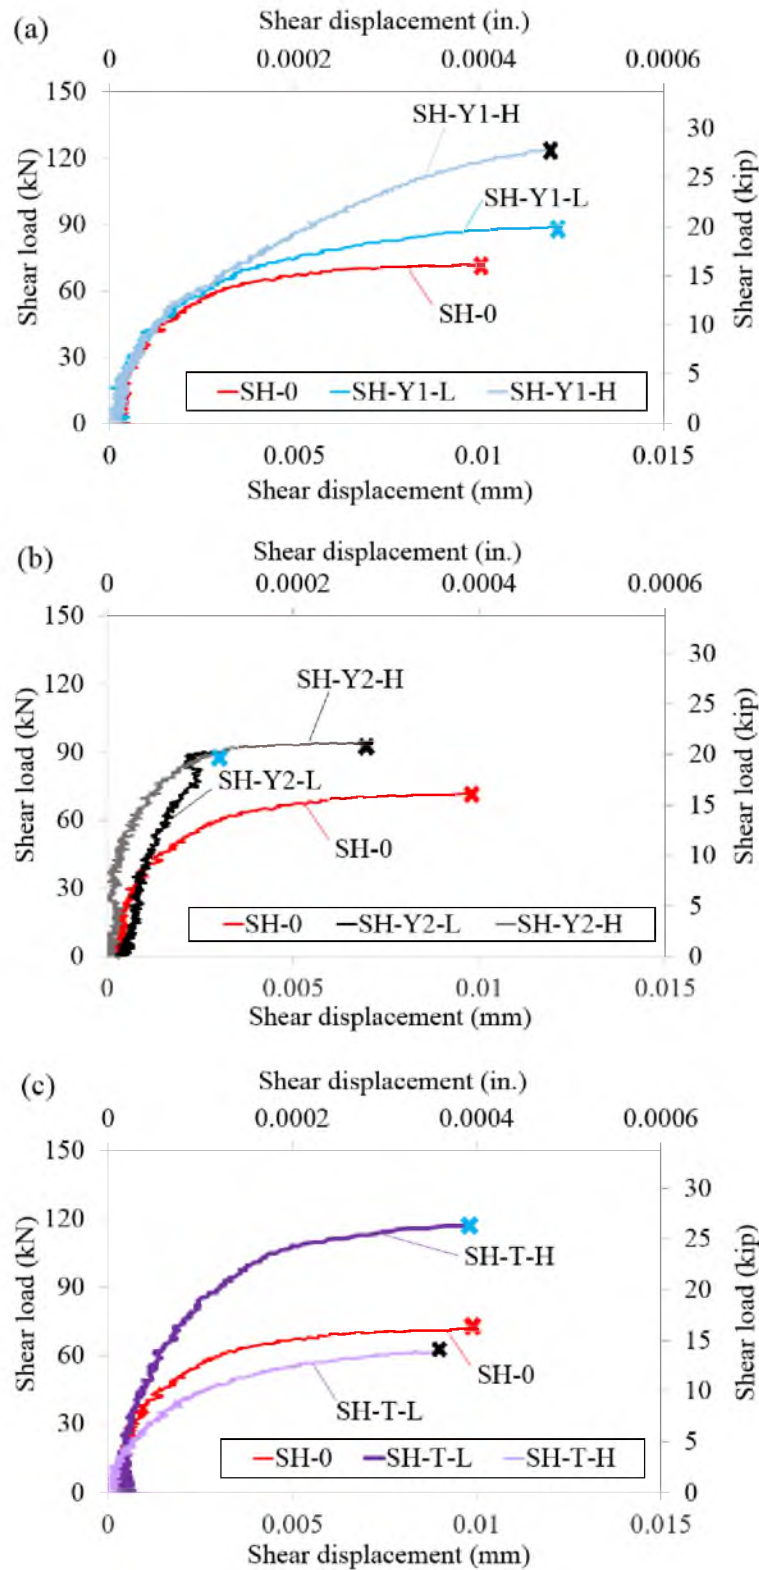 (a)
Shear displacement (in.)
0 0.0002 0.0004 0.0006
150 120 90 60 30 0
Shear load (kN)
SH-Y1-H
SH-Y1-L
SH-0
30 25 20 15 10 5 0
Shear load (kip)
SH-0 SH-Y1-L SH-Y1-H
0 0.005 0.01 0.015
Shear displacement (mm)
(b)
Shear displacement (in.)
0 0.0002 0.0004 0.0006
150 120 90 60 30 0
Shear load (kN)
SH-Y2-H
SH-Y2-L
SH-0
30 25 20 15 10 5 0
Shear load (kip)
SH-0 SH-Y2-L SH-Y2-H
0 0.005 0.01 0.015
Shear displacement (mm)
(c)
Shear displacement (in.)
0 0.0002 0.0004 0.0006
150 120 90 60 30 0
Shear load (kN)
SH-T-H
SH-0
SH-T-L
30 25 20 15 10 5 0
Shear load (kip)
SH-0 SH-T-L SH-T-H
0 0.005 0.01 0.015
Shear displacement (mm)